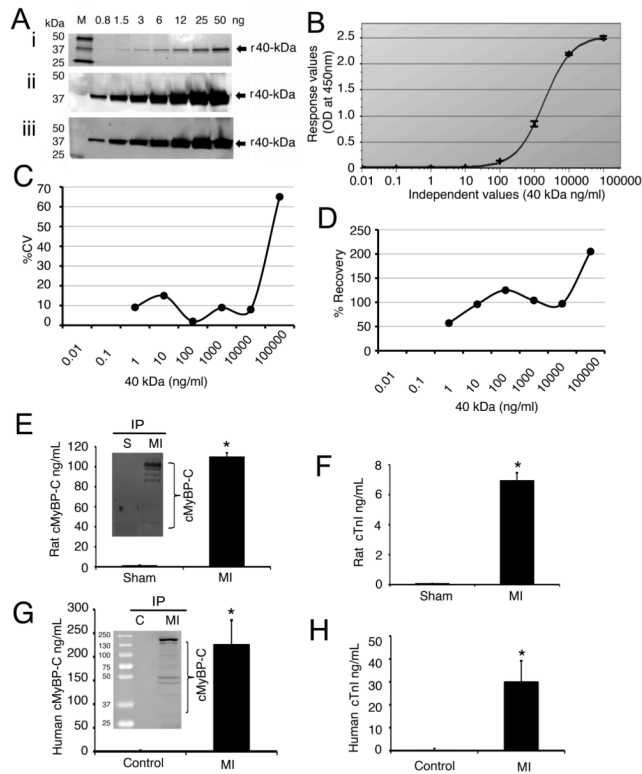 A
kDa M 0.8 1.5 3 6 12 25 50 ng
i
50
37
25
r40-kDa
ii
50
37
r40-kDa
iii
50
37
25
r40-kDa
B
Response values
(OD at 450nm)
2.5
2.0
1.5
1.0
0.5
0
0.01 0.1 1 10 100 1000 10000 100000
Independent values (40 kDa ng/ml)
C
%CV
70
60
50
40
30
20
10
0
0.01 0.1 1 10 100 1000 10000 100000
40 kDa (ng/ml)
D
% Recovery
250
200
150
100
50
0
0.01 0.1 1 10 100 1000 10000 100000
40 kDa (ng/ml)
E
Rat cMyBP-C ng/mL
120
100
80
60
40
20
0
IP
S MI
cMyBP-C
*
Sham MI
F
Rat cTnI ng/mL
8
6
4
2
0
*
Sham MI
G
Human cMyBP-C ng/mL
300
250
200
150
100
50
0
IP
C MI
250
130
100
75
50
37
25
cMyBP-C
*
Control MI
H
Human cTnI ng/mL
50
40
30
20
10
0
*
Control MI